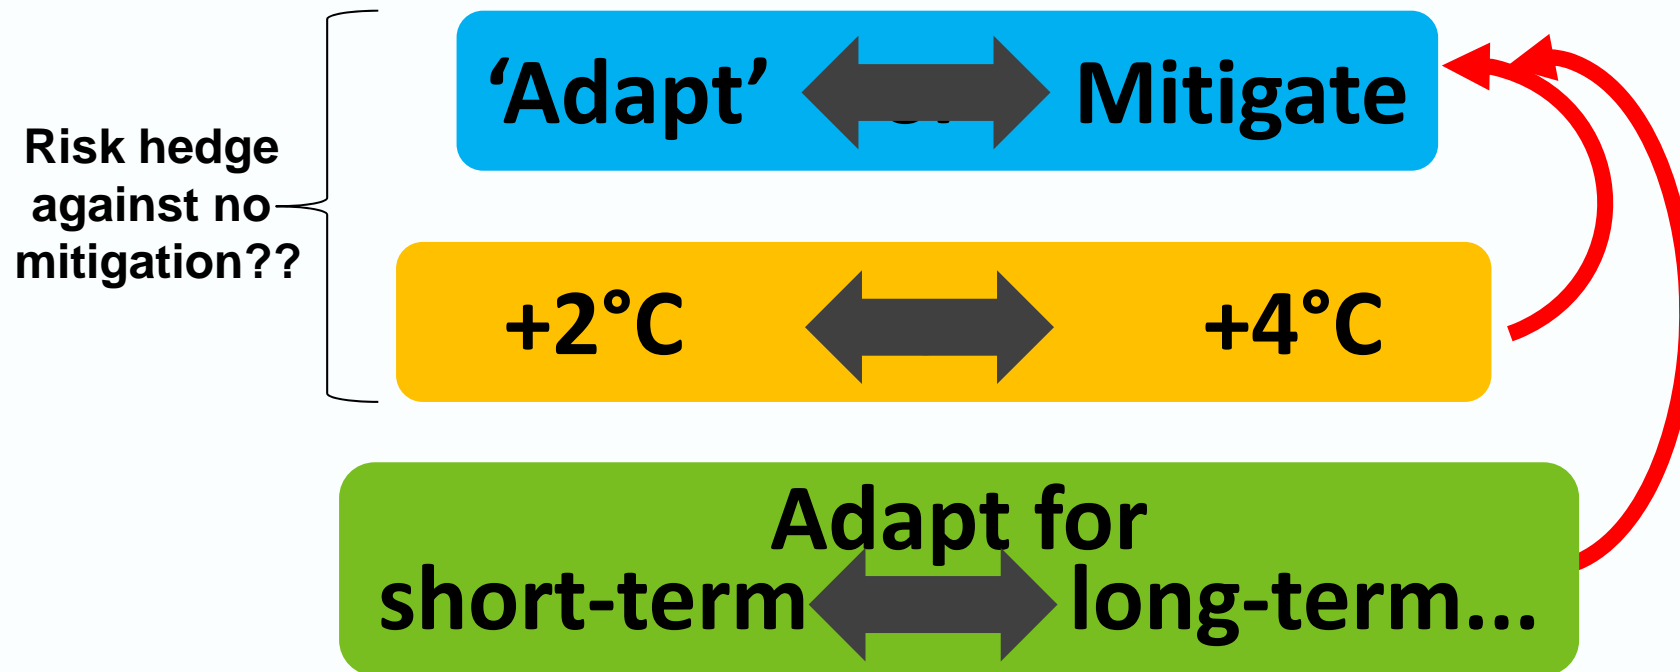 Risk hedge
against no
mitigation??
‘Adapt’ Mitigate
+2°C +4°C
Adapt for
short-term long-term...